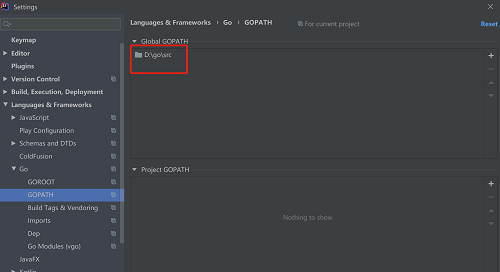 Settings
Keymap
Editor
Plugins
Version Control
Build, Execution, Deployment
Languages & Frameworks
JavaScript
Play Configuration
Schemas and DTDs
ColdFusion
Go
GOROOT
GOPATH
Build Tags & Vendoring
Imports
Dep
Go Modules (vgo)
JavaFX
Kotlin
Languages & Frameworks › Go › GOPATH For current project Reset
Global GOPATH
D:\go\src
Project GOPATH
Nothing to show